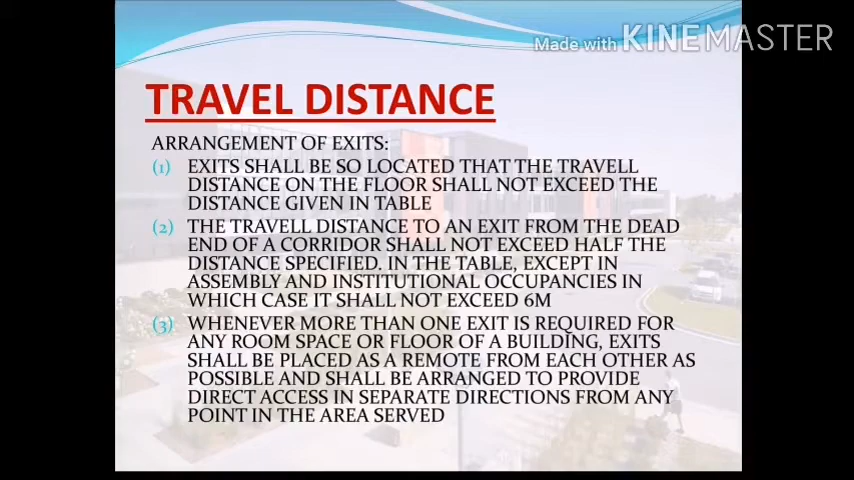 Made with KINEMASTER
TRAVEL DISTANCE
ARRANGEMENT OF EXITS:
(1) EXITS SHALL BE SO LOCATED THAT THE TRAVELL
DISTANCE ON THE FLOOR SHALL NOT EXCEED THE
DISTANCE GIVEN IN TABLE
(2) THE TRAVELL DISTANCE TO AN EXIT FROM THE DEAD
END OF A CORRIDOR SHALL NOT EXCEED HALF THE
DISTANCE SPECIFIED. IN THE TABLE, EXCEPT IN
ASSEMBLY AND INSTITUTIONAL OCCUPANCIES IN
WHICH CASE IT SHALL NOT EXCEED 6M
(3) WHENEVER MORE THAN ONE EXIT IS REQUIRED FOR
ANY ROOM SPACE OR FLOOR OF A BUILDING, EXITS
SHALL BE PLACED AS A REMOTE FROM EACH OTHER AS
POSSIBLE AND SHALL BE ARRANGED TO PROVIDE
DIRECT ACCESS IN SEPARATE DIRECTIONS FROM ANY
POINT IN THE AREA SERVED